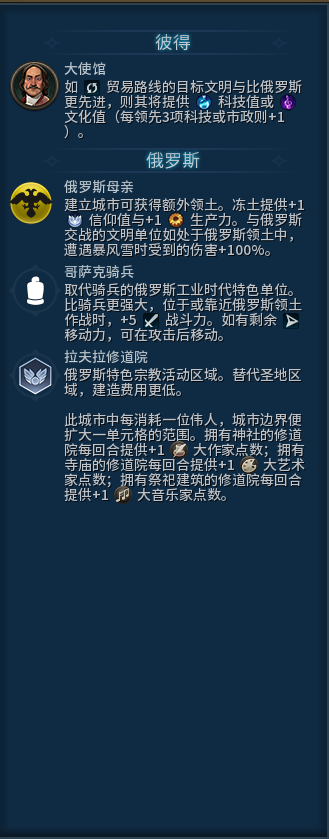 彼得
大使馆
如 贸易路线的目标文明与比俄罗斯
更先进，则其将提供 科技值或
文化值（每领先3项科技或市政则+1
）。
俄罗斯
俄罗斯母亲
建立城市可获得额外领土。冻土提供+1
信仰值与+1 生产力。与俄罗斯
交战的文明单位如处于俄罗斯领土中，
遭遇暴风雪时受到的伤害+100%。
哥萨克骑兵
取代骑兵的俄罗斯工业时代特色单位。
比骑兵更强大，位于或靠近俄罗斯领土
作战时，+5 战斗力。如有剩余
移动力，可在攻击后移动。
拉夫拉修道院
俄罗斯特色宗教活动区域。替代圣地区
域，建造费用更低。
此城市中每消耗一位伟人，城市边界便
扩大一单元格的范围。拥有神社的修道
院每回合提供+1 大作家点数；拥有
寺庙的修道院每回合提供+1 大艺术
家点数；拥有祭祀建筑的修道院每回合
提供+1 大音乐家点数。